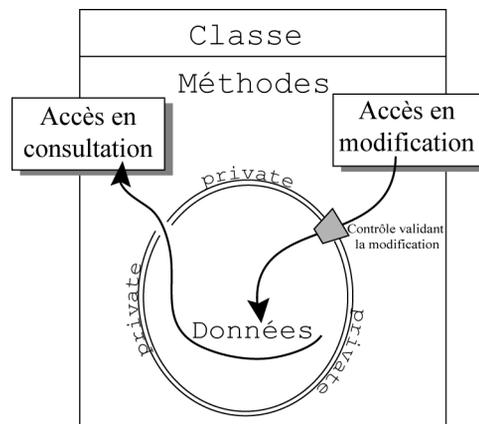 Classe
Méthodes
Accès en
consultation
Accès en
modification
private
Contrôle validant
la modification
private
Données
private